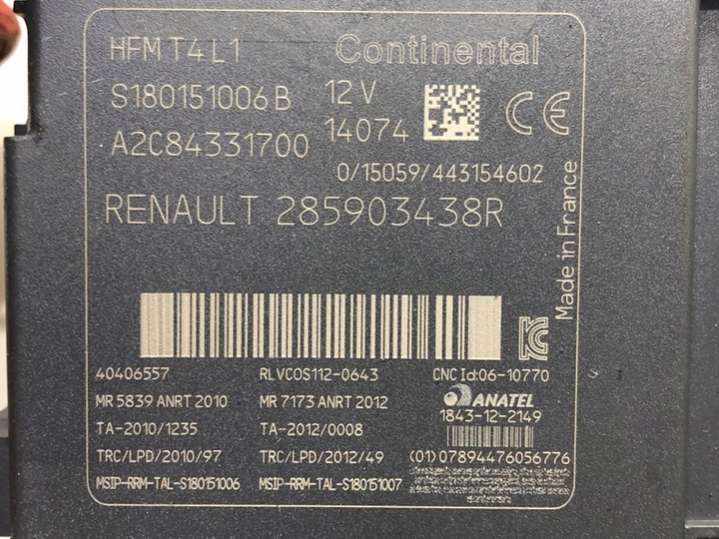 HFM T4 L1
Continental
S180151006 B
12 V
A2C84331700
14074
CE
0/15059/443154602
RENAULT 285903438R
Made in France
40406557
RLVCOS112-0643
CNC Id:06-10770
MR 5839 ANRT 2010
MR 7173 ANRT 2012
ANATEL
1843-12-2149
TA-2010/1235
TA-2012/0008
TRC/LPD/2010/97
TRC/LPD/2012/49
(01)07894476056776
MSIP-RRM-TAL-S180151006
MSIP-RRM-TAL-S180151007